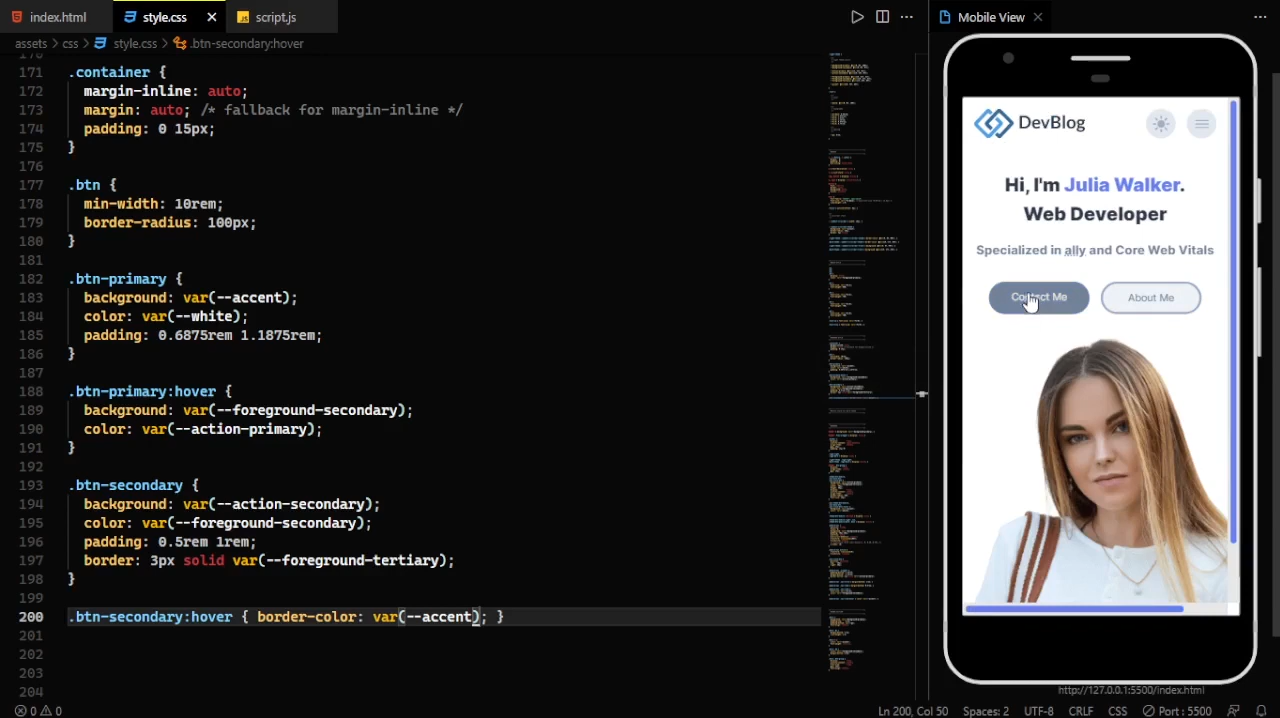 index.html
style.css
script.js
Mobile View
assets > css > style.css > .btn-secondary:hover
170
171 .container {
172 margin-inline: auto;
173 margin: auto; /* fallback for margin-inline */
174 padding: 0 15px;
175 }
176
177 .btn {
178 min-width: 10rem;
179 border-radius: 100px;
180 }
181
182 .btn-primary {
183 background: var(--accent);
184 color: var(--white);
185 padding: .6875rem 1.1875rem;
186 }
187
188 .btn-primary:hover {
189 background: var(--foreground-secondary);
190 color: var(--action-primary);
191 }
192
193 .btn-secondary {
194 background: var(--action-secondary);
195 color: var(--foreground-secondary);
196 padding: .5rem 1rem;
197 border: 3px solid var(--foreground-tertiary);
198 }
199
200 .btn-secondary:hover { border-color: var(--accent); }
201
202
203
204
DevBlog
Hi, I'm Julia Walker.
Web Developer
Specialized in ally and Core Web Vitals
Contact Me
About Me
http://127.0.0.1:5500/index.html
0 0
Ln 200, Col 50
Spaces: 2
UTF-8
CRLF
CSS
Port : 5500